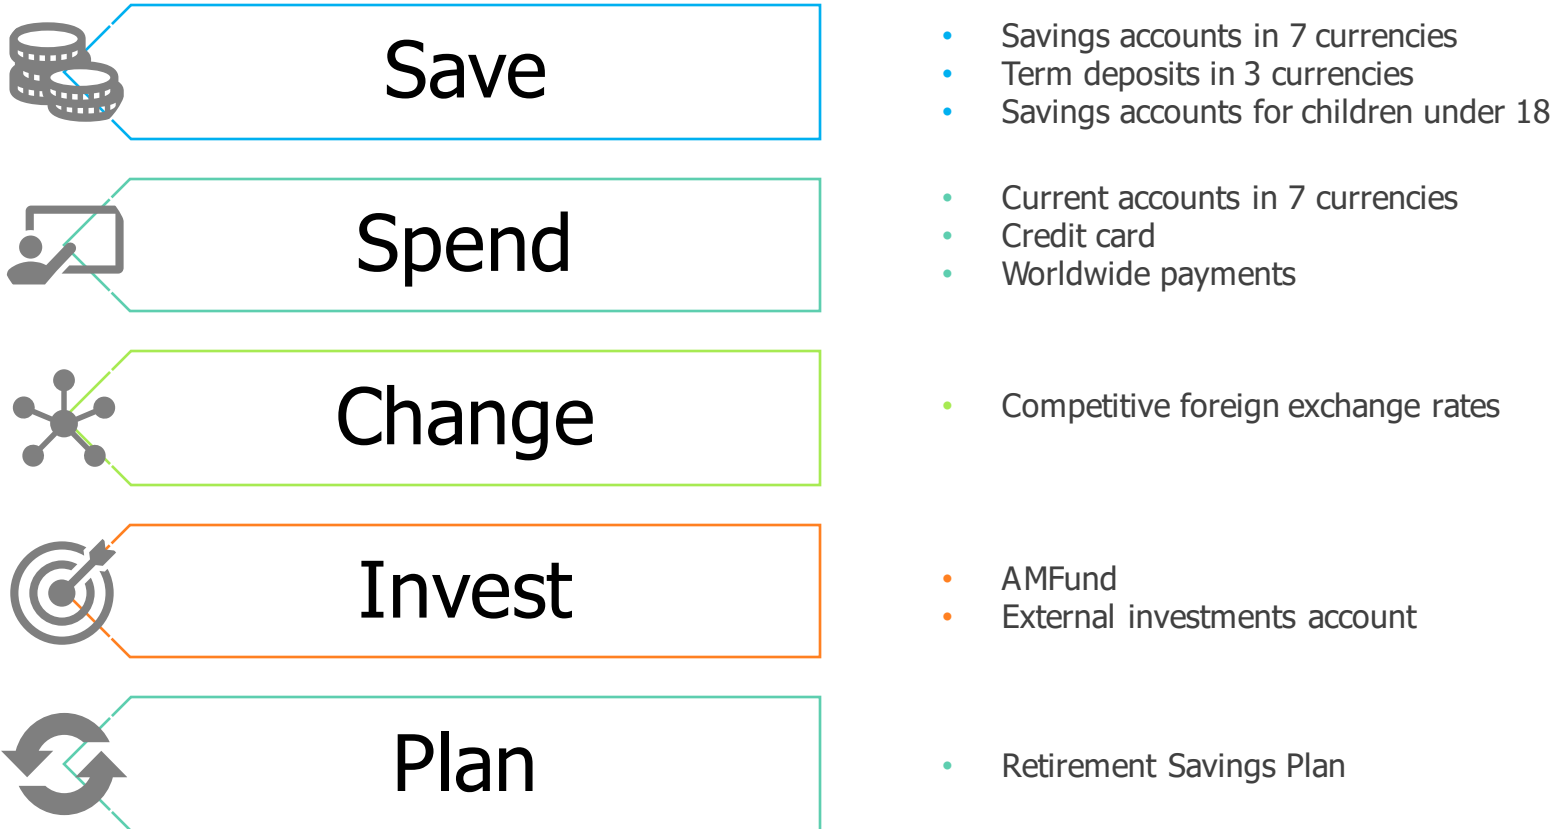 Save
• Savings accounts in 7 currencies
• Term deposits in 3 currencies
• Savings accounts for children under 18
Spend
• Current accounts in 7 currencies
• Credit card
• Worldwide payments
Change
• Competitive foreign exchange rates
Invest
• AMFund
• External investments account
Plan
• Retirement Savings Plan